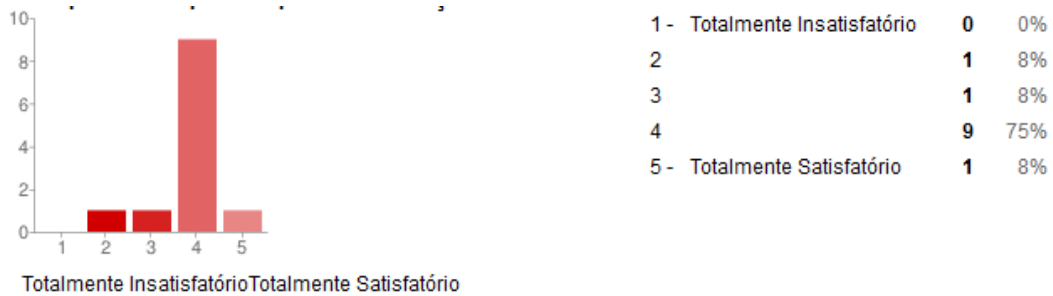 10
8
6
4
2
0
1 2 3 4 5
Totalmente InsatisfatórioTotalmente Satisfatório
1 - Totalmente Insatisfatório 0 0%
2 1 8%
3 1 8%
4 9 75%
5 - Totalmente Satisfatório 1 8%